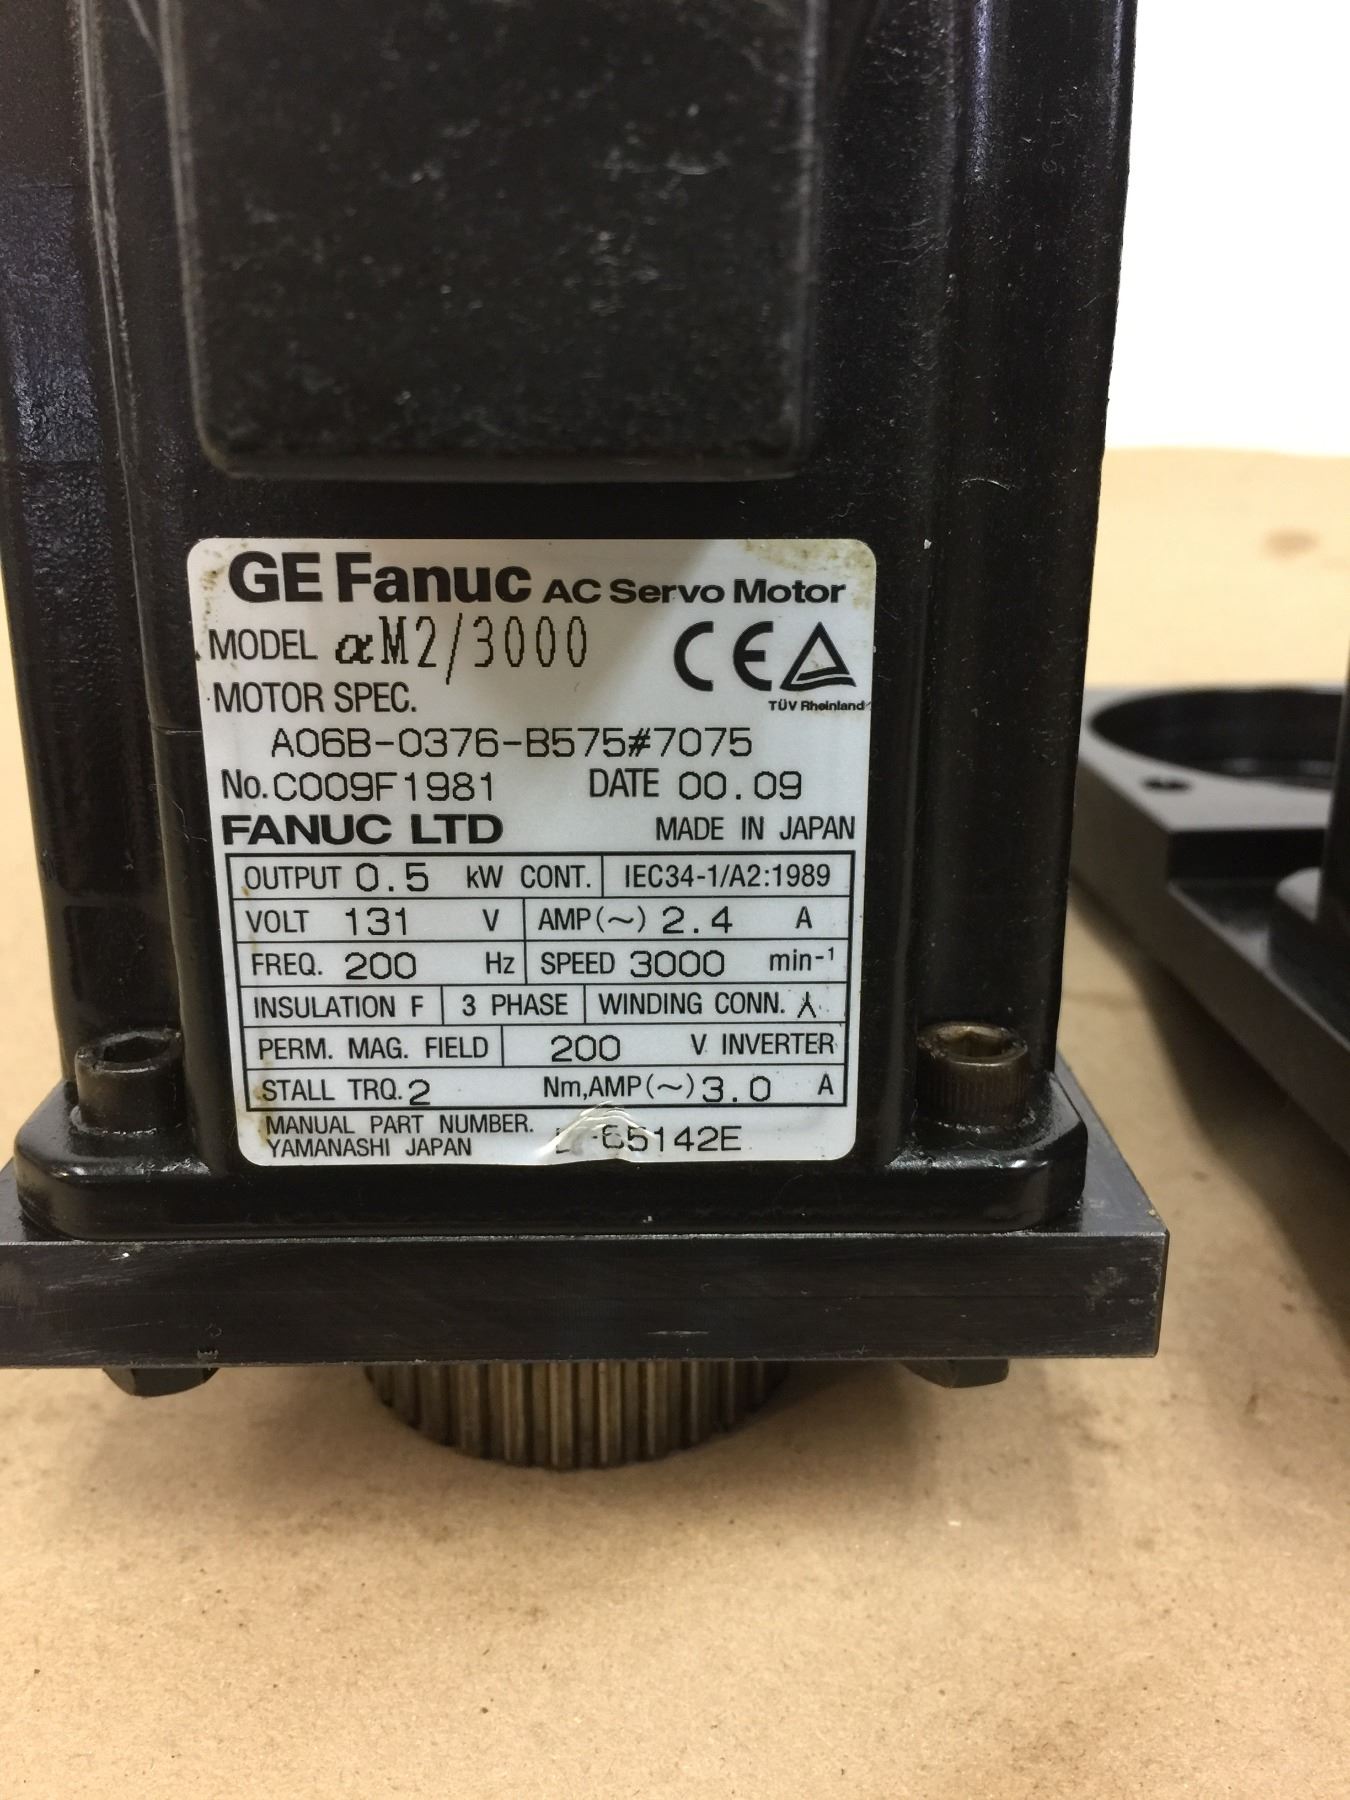 GE Fanuc AC Servo Motor
MODEL αM2/3000
CE
TÜV Rheinland
MOTOR SPEC.
A06B-0376-B575#7075
No. C009F1981 DATE 00.09
FANUC LTD MADE IN JAPAN
OUTPUT 0.5 kW CONT. IEC34-1/A2:1989
VOLT 131 V AMP(~) 2.4 A
FREQ. 200 Hz SPEED 3000 min-¹
INSULATION F 3 PHASE WINDING CONN. 人
PERM. MAG. FIELD 200 V INVERTER
STALL TRQ. 2 Nm, AMP(~) 3.0 A
MANUAL PART NUMBER.
YAMANASHI JAPAN